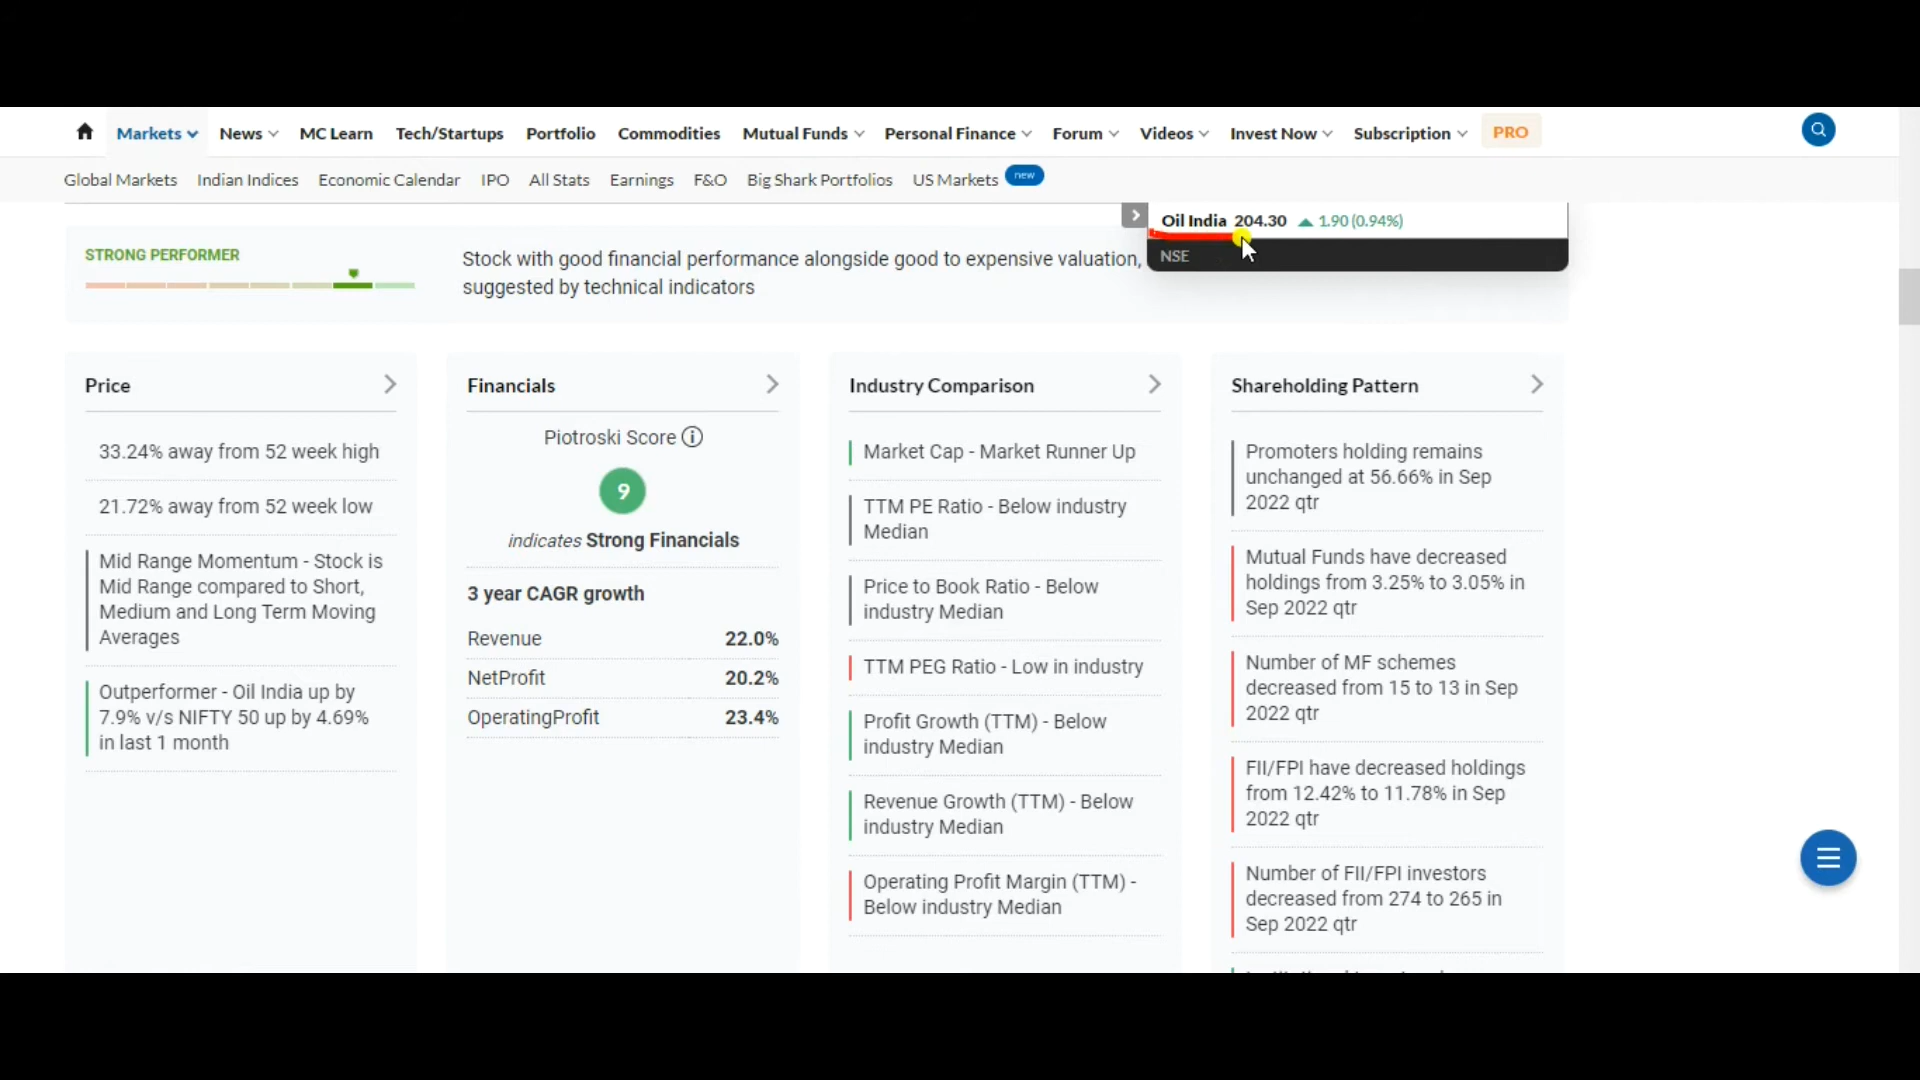 Markets News MC Learn Tech/Startups Portfolio Commodities Mutual Funds Personal Finance Forum Videos Invest Now Subscription PRO
Global Markets Indian Indices Economic Calendar IPO All Stats Earnings F&O Big Shark Portfolios US Markets new
Oil India 204.30 1.90 (0.94%)
NSE
STRONG PERFORMER
Stock with good financial performance alongside good to expensive valuation,
suggested by technical indicators
Price
33.24% away from 52 week high
21.72% away from 52 week low
Mid Range Momentum - Stock is
Mid Range compared to Short,
Medium and Long Term Moving
Averages
Outperformer - Oil India up by
7.9% v/s NIFTY 50 up by 4.69%
in last 1 month
Financials
Piotroski Score
9
indicates Strong Financials
3 year CAGR growth
Revenue 22.0%
NetProfit 20.2%
OperatingProfit 23.4%
Industry Comparison
Market Cap - Market Runner Up
TTM PE Ratio - Below industry
Median
Price to Book Ratio - Below
industry Median
TTM PEG Ratio - Low in industry
Profit Growth (TTM) - Below
industry Median
Revenue Growth (TTM) - Below
industry Median
Operating Profit Margin (TTM) -
Below industry Median
Shareholding Pattern
Promoters holding remains
unchanged at 56.66% in Sep
2022 qtr
Mutual Funds have decreased
holdings from 3.25% to 3.05% in
Sep 2022 qtr
Number of MF schemes
decreased from 15 to 13 in Sep
2022 qtr
FII/FPI have decreased holdings
from 12.42% to 11.78% in Sep
2022 qtr
Number of FII/FPI investors
decreased from 274 to 265 in
Sep 2022 qtr